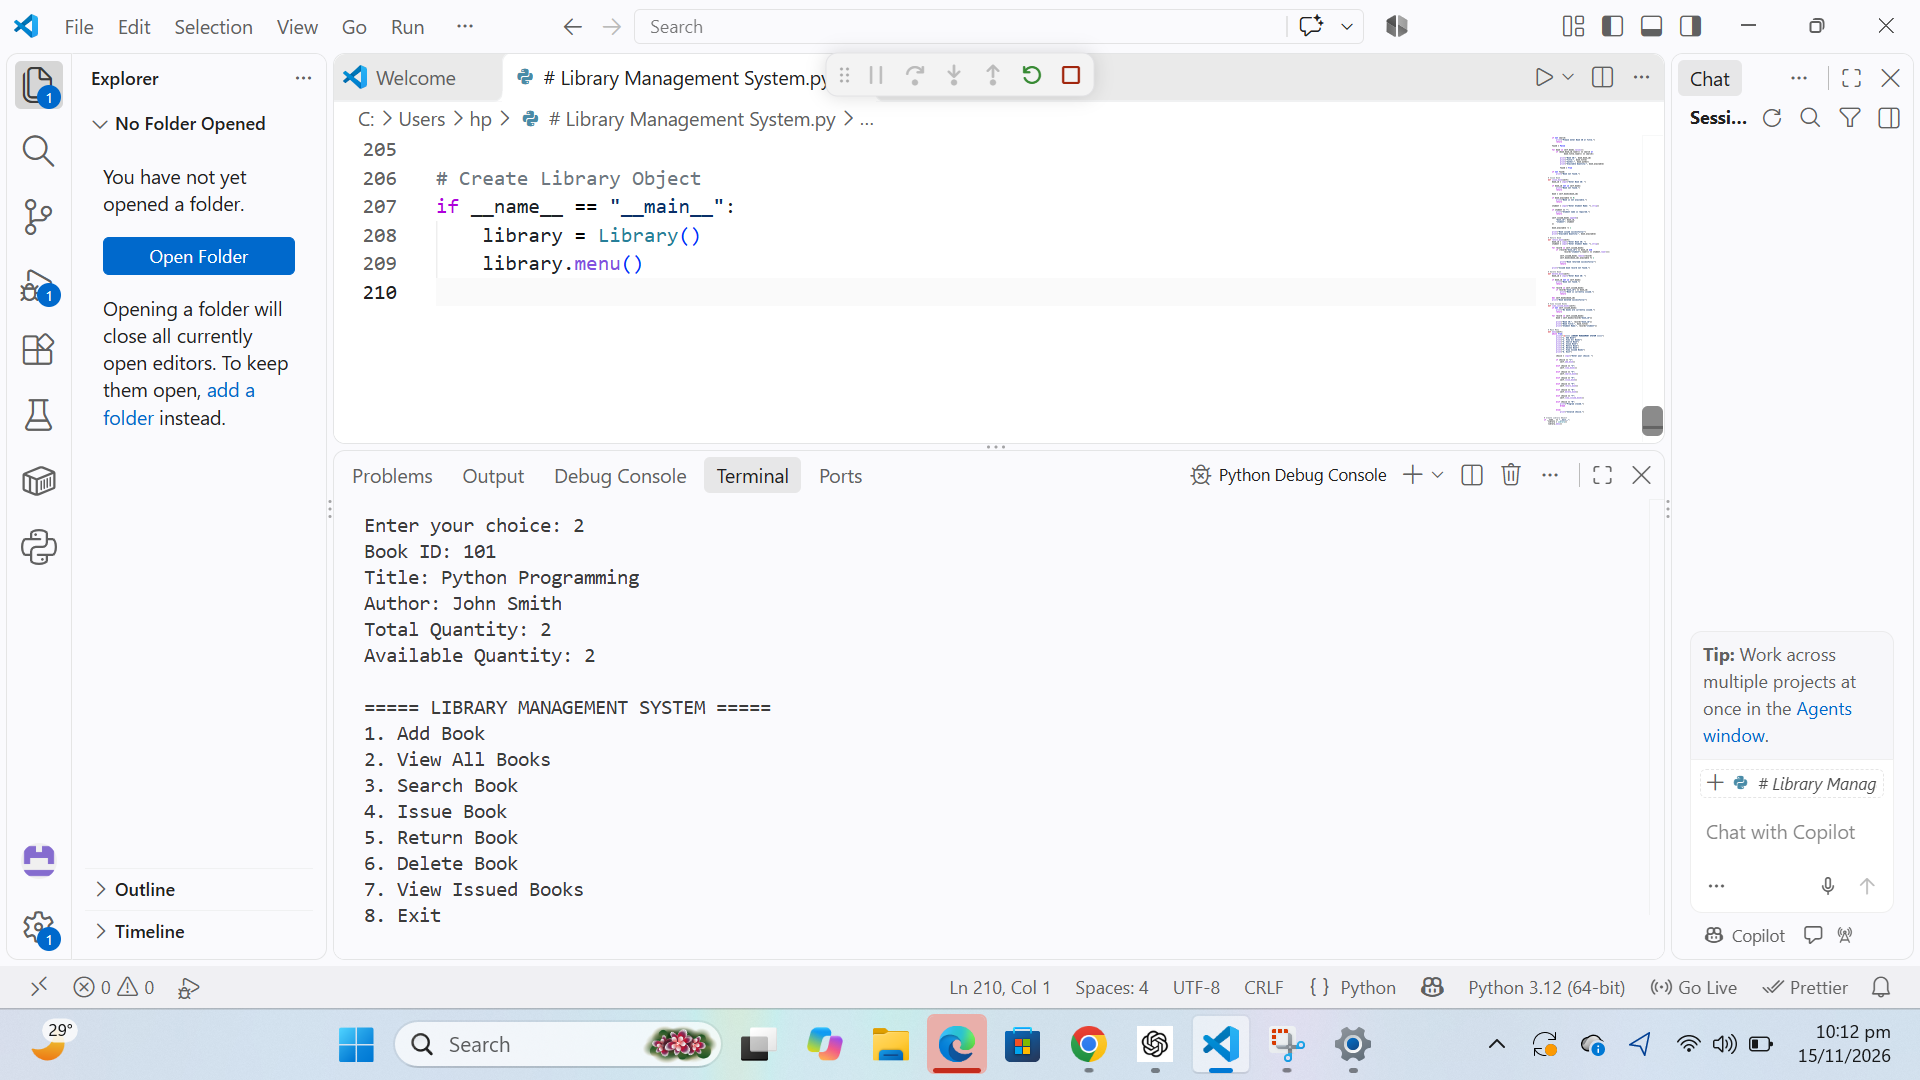 File Edit Selection View Go Run ...
Search
Explorer
No Folder Opened
You have not yet
opened a folder.
Open Folder
Opening a folder will
close all currently
open editors. To keep
them open, add a
folder instead.
Outline
Timeline
1
1
1
Welcome
# Library Management System.py
C: > Users > hp > # Library Management System.py > ...
205
206 # Create Library Object
207 if __name__ == "__main__":
208 library = Library()
209 library.menu()
210
Problems Output Debug Console Terminal Ports
Python Debug Console
Enter your choice: 2
Book ID: 101
Title: Python Programming
Author: John Smith
Total Quantity: 2
Available Quantity: 2
===== LIBRARY MANAGEMENT SYSTEM =====
1. Add Book
2. View All Books
3. Search Book
4. Issue Book
5. Return Book
6. Delete Book
7. View Issued Books
8. Exit
Chat
Sessi...
Tip: Work across
multiple projects at
once in the Agents
window.
# Library Manag
Chat with Copilot
Copilot
0 0
Ln 210, Col 1 Spaces: 4 UTF-8 CRLF { } Python Python 3.12 (64-bit) Go Live Prettier
29°
Search
10:12 pm
15/11/2026